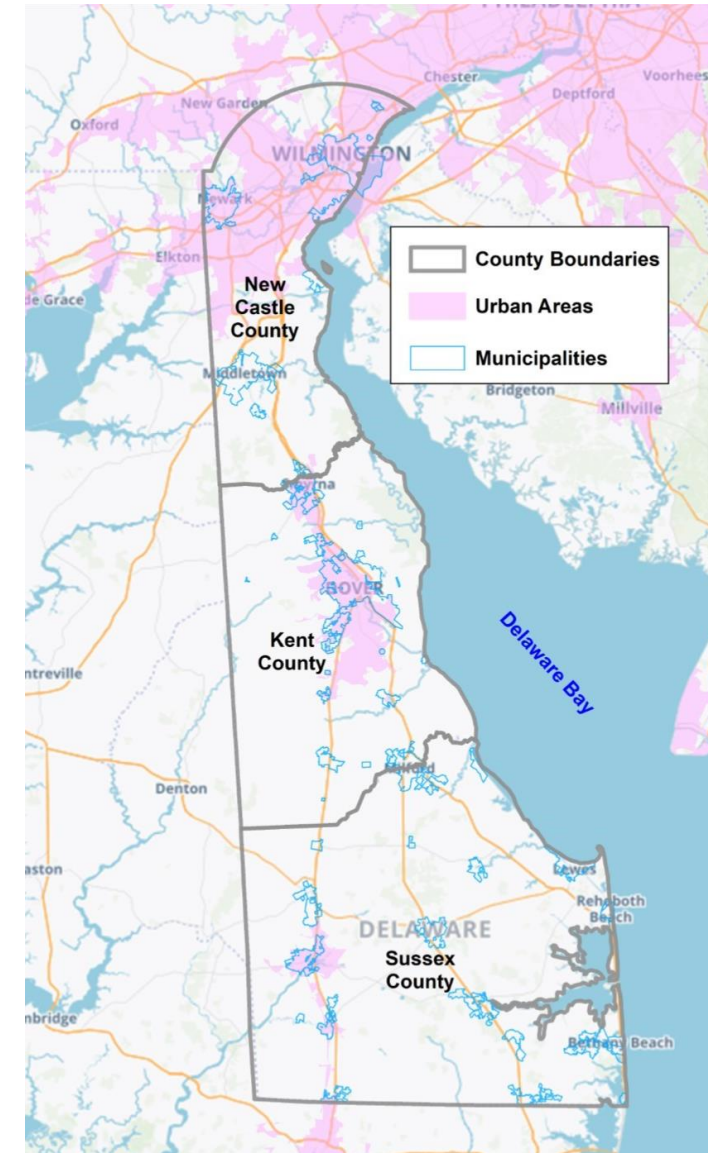 PHILADELPHIA
Chester
Voorhees
New Garden
Deptford
Oxford
WILMINGTON
Newark
Elkton
County Boundaries
New
Castle
County
de Grace
Urban Areas
Municipalities
Middletown
Bridgeton
Millville
Smyrna
DOVER
Kent
County
Delaware Bay
ntreville
Milford
Denton
aston
Lewes
Rehoboth
Beach
DELAWARE
Sussex
County
mbridge
Bethany Beach